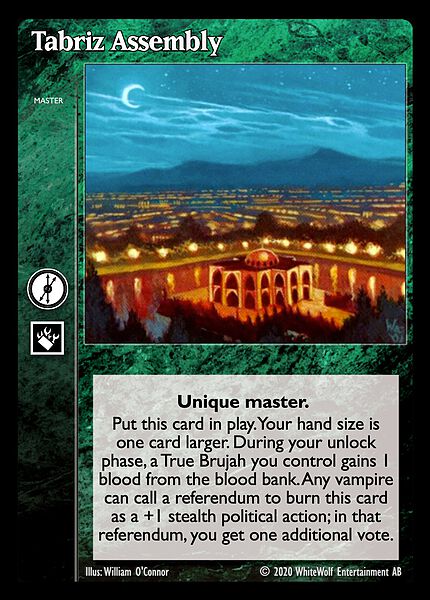 Tabriz Assembly
MASTER
Unique master.
Put this card in play. Your hand size is
one card larger. During your unlock
phase, a True Brujah you control gains 1
blood from the blood bank. Any vampire
can call a referendum to burn this card
as a +1 stealth political action; in that
referendum, you get one additional vote.
Illus: William O'Connor
© 2020 WhiteWolf Entertainment AB